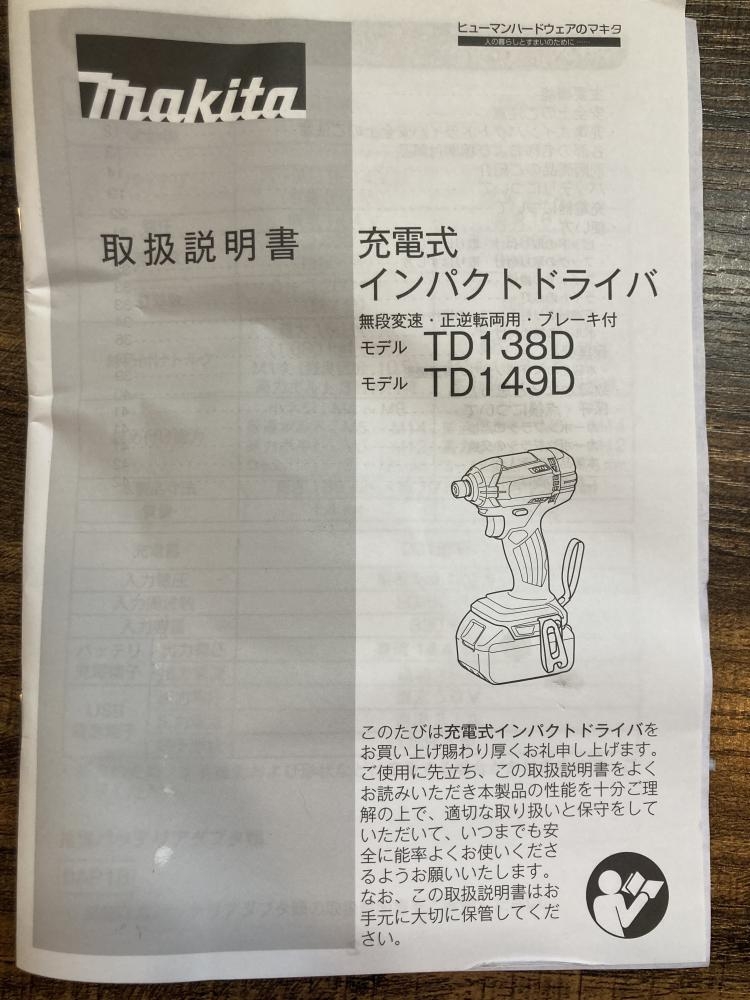 ヒューマンハードウェアのマキタ
人の暮らしとすまいのために ……
makita
取扱説明書
充電式
インパクトドライバ
無段変速・正逆転両用・ブレーキ付
モデル TD138D
モデル TD149D
このたびは充電式インパクトドライバを
お買い上げ賜わり厚くお礼申し上げます。
ご使用に先立ち、この取扱説明書をよく
お読みいただき本製品の性能を十分ご理
解の上で、適切な取り扱いと保守をして
いただいて、いつまでも安
全に能率よくお使いくださ
るようお願いいたします。
なお、この取扱説明書はお
手元に大切に保管してくだ
さい。